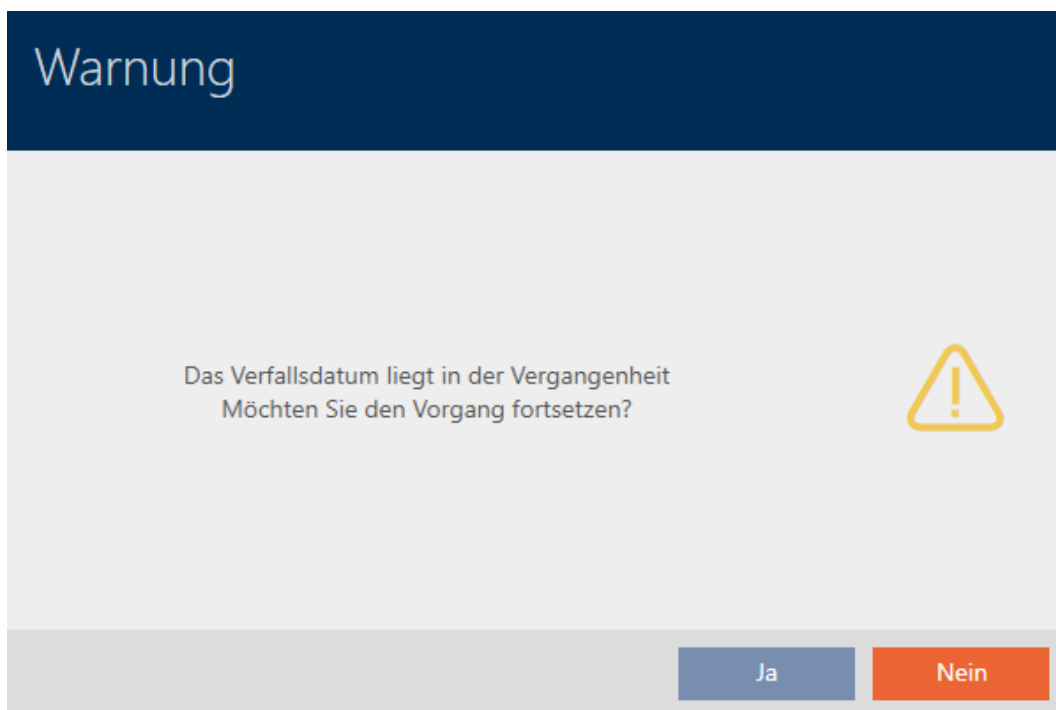 Warnung
Das Verfallsdatum liegt in der Vergangenheit
Möchten Sie den Vorgang fortsetzen?
Ja
Nein